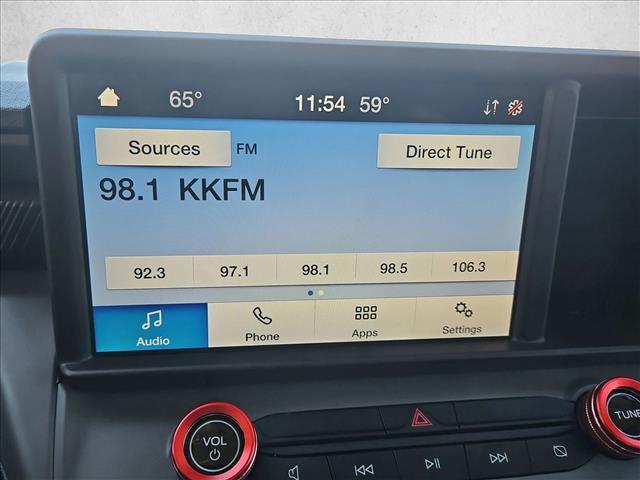 65° 11:54 59°
Sources FM Direct Tune
98.1 KKFM
92.3 97.1 98.1 98.5 106.3
Audio Phone Apps Settings
VOL TUNE